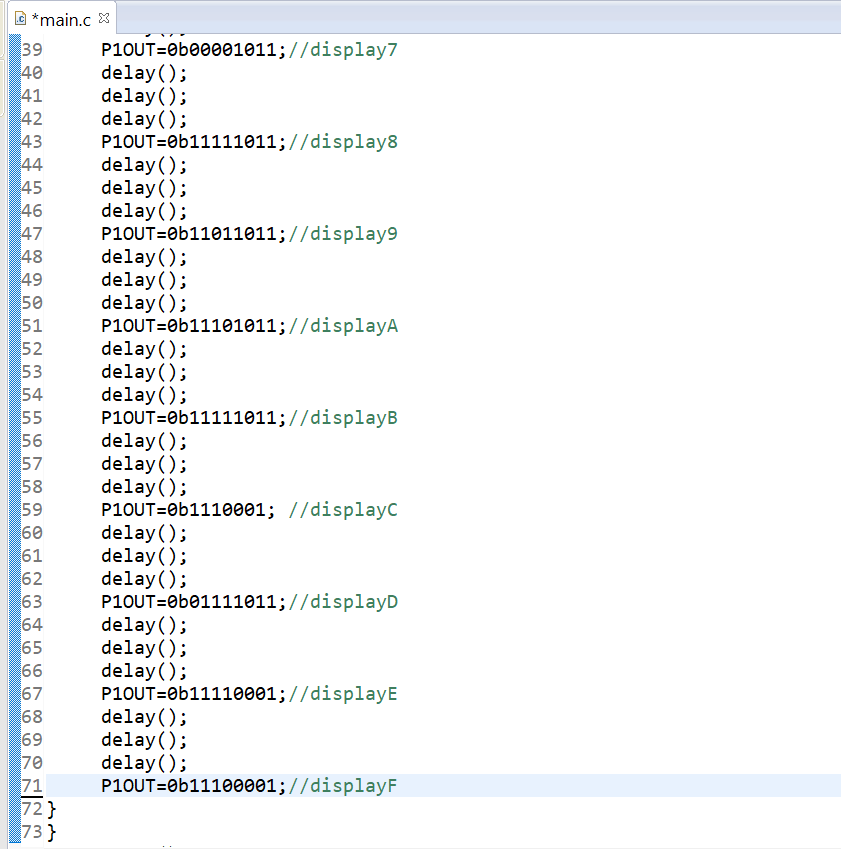 *main.c
39 P1OUT=0b00001011;//display7
40 delay();
41 delay();
42 delay();
43 P1OUT=0b11111011;//display8
44 delay();
45 delay();
46 delay();
47 P1OUT=0b11011011;//display9
48 delay();
49 delay();
50 delay();
51 P1OUT=0b11101011;//displayA
52 delay();
53 delay();
54 delay();
55 P1OUT=0b11111011;//displayB
56 delay();
57 delay();
58 delay();
59 P1OUT=0b1110001; //displayC
60 delay();
61 delay();
62 delay();
63 P1OUT=0b01111011;//displayD
64 delay();
65 delay();
66 delay();
67 P1OUT=0b11110001;//displayE
68 delay();
69 delay();
70 delay();
71 P1OUT=0b11100001;//displayF
72 }
73 }